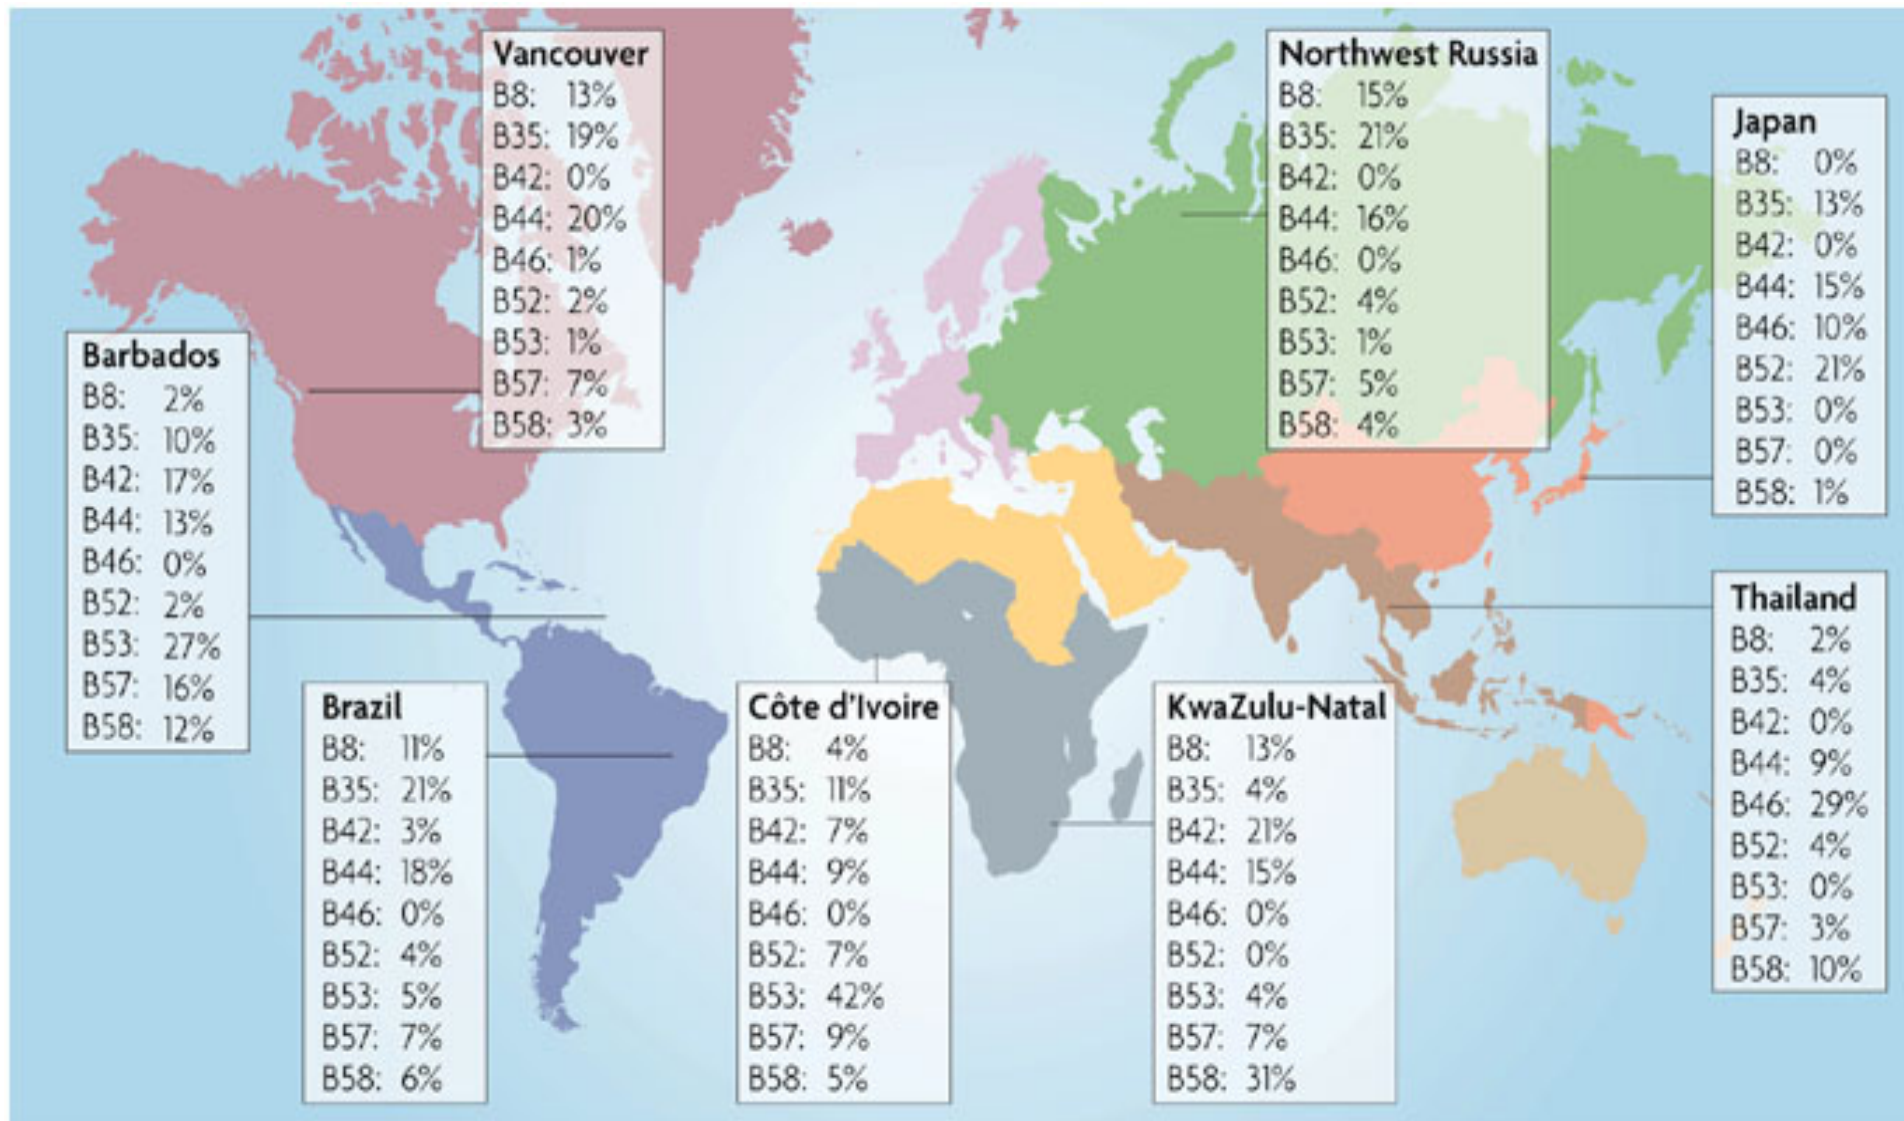 Vancouver
B8: 13%
B35: 19%
B42: 0%
B44: 20%
B46: 1%
B52: 2%
B53: 1%
B57: 7%
B58: 3%
Northwest Russia
B8: 15%
B35: 21%
B42: 0%
B44: 16%
B46: 0%
B52: 4%
B53: 1%
B57: 5%
B58: 4%
Japan
B8: 0%
B35: 13%
B42: 0%
B44: 15%
B46: 10%
B52: 21%
B53: 0%
B57: 0%
B58: 1%
Barbados
B8: 2%
B35: 10%
B42: 17%
B44: 13%
B46: 0%
B52: 2%
B53: 27%
B57: 16%
B58: 12%
Thailand
B8: 2%
B35: 4%
B42: 0%
B44: 9%
B46: 29%
B52: 4%
B53: 0%
B57: 3%
B58: 10%
Brazil
B8: 11%
B35: 21%
B42: 3%
B44: 18%
B46: 0%
B52: 4%
B53: 5%
B57: 7%
B58: 6%
Côte d'Ivoire
B8: 4%
B35: 11%
B42: 7%
B44: 9%
B46: 0%
B52: 7%
B53: 42%
B57: 9%
B58: 5%
KwaZulu-Natal
B8: 13%
B35: 4%
B42: 21%
B44: 15%
B46: 0%
B52: 0%
B53: 4%
B57: 7%
B58: 31%